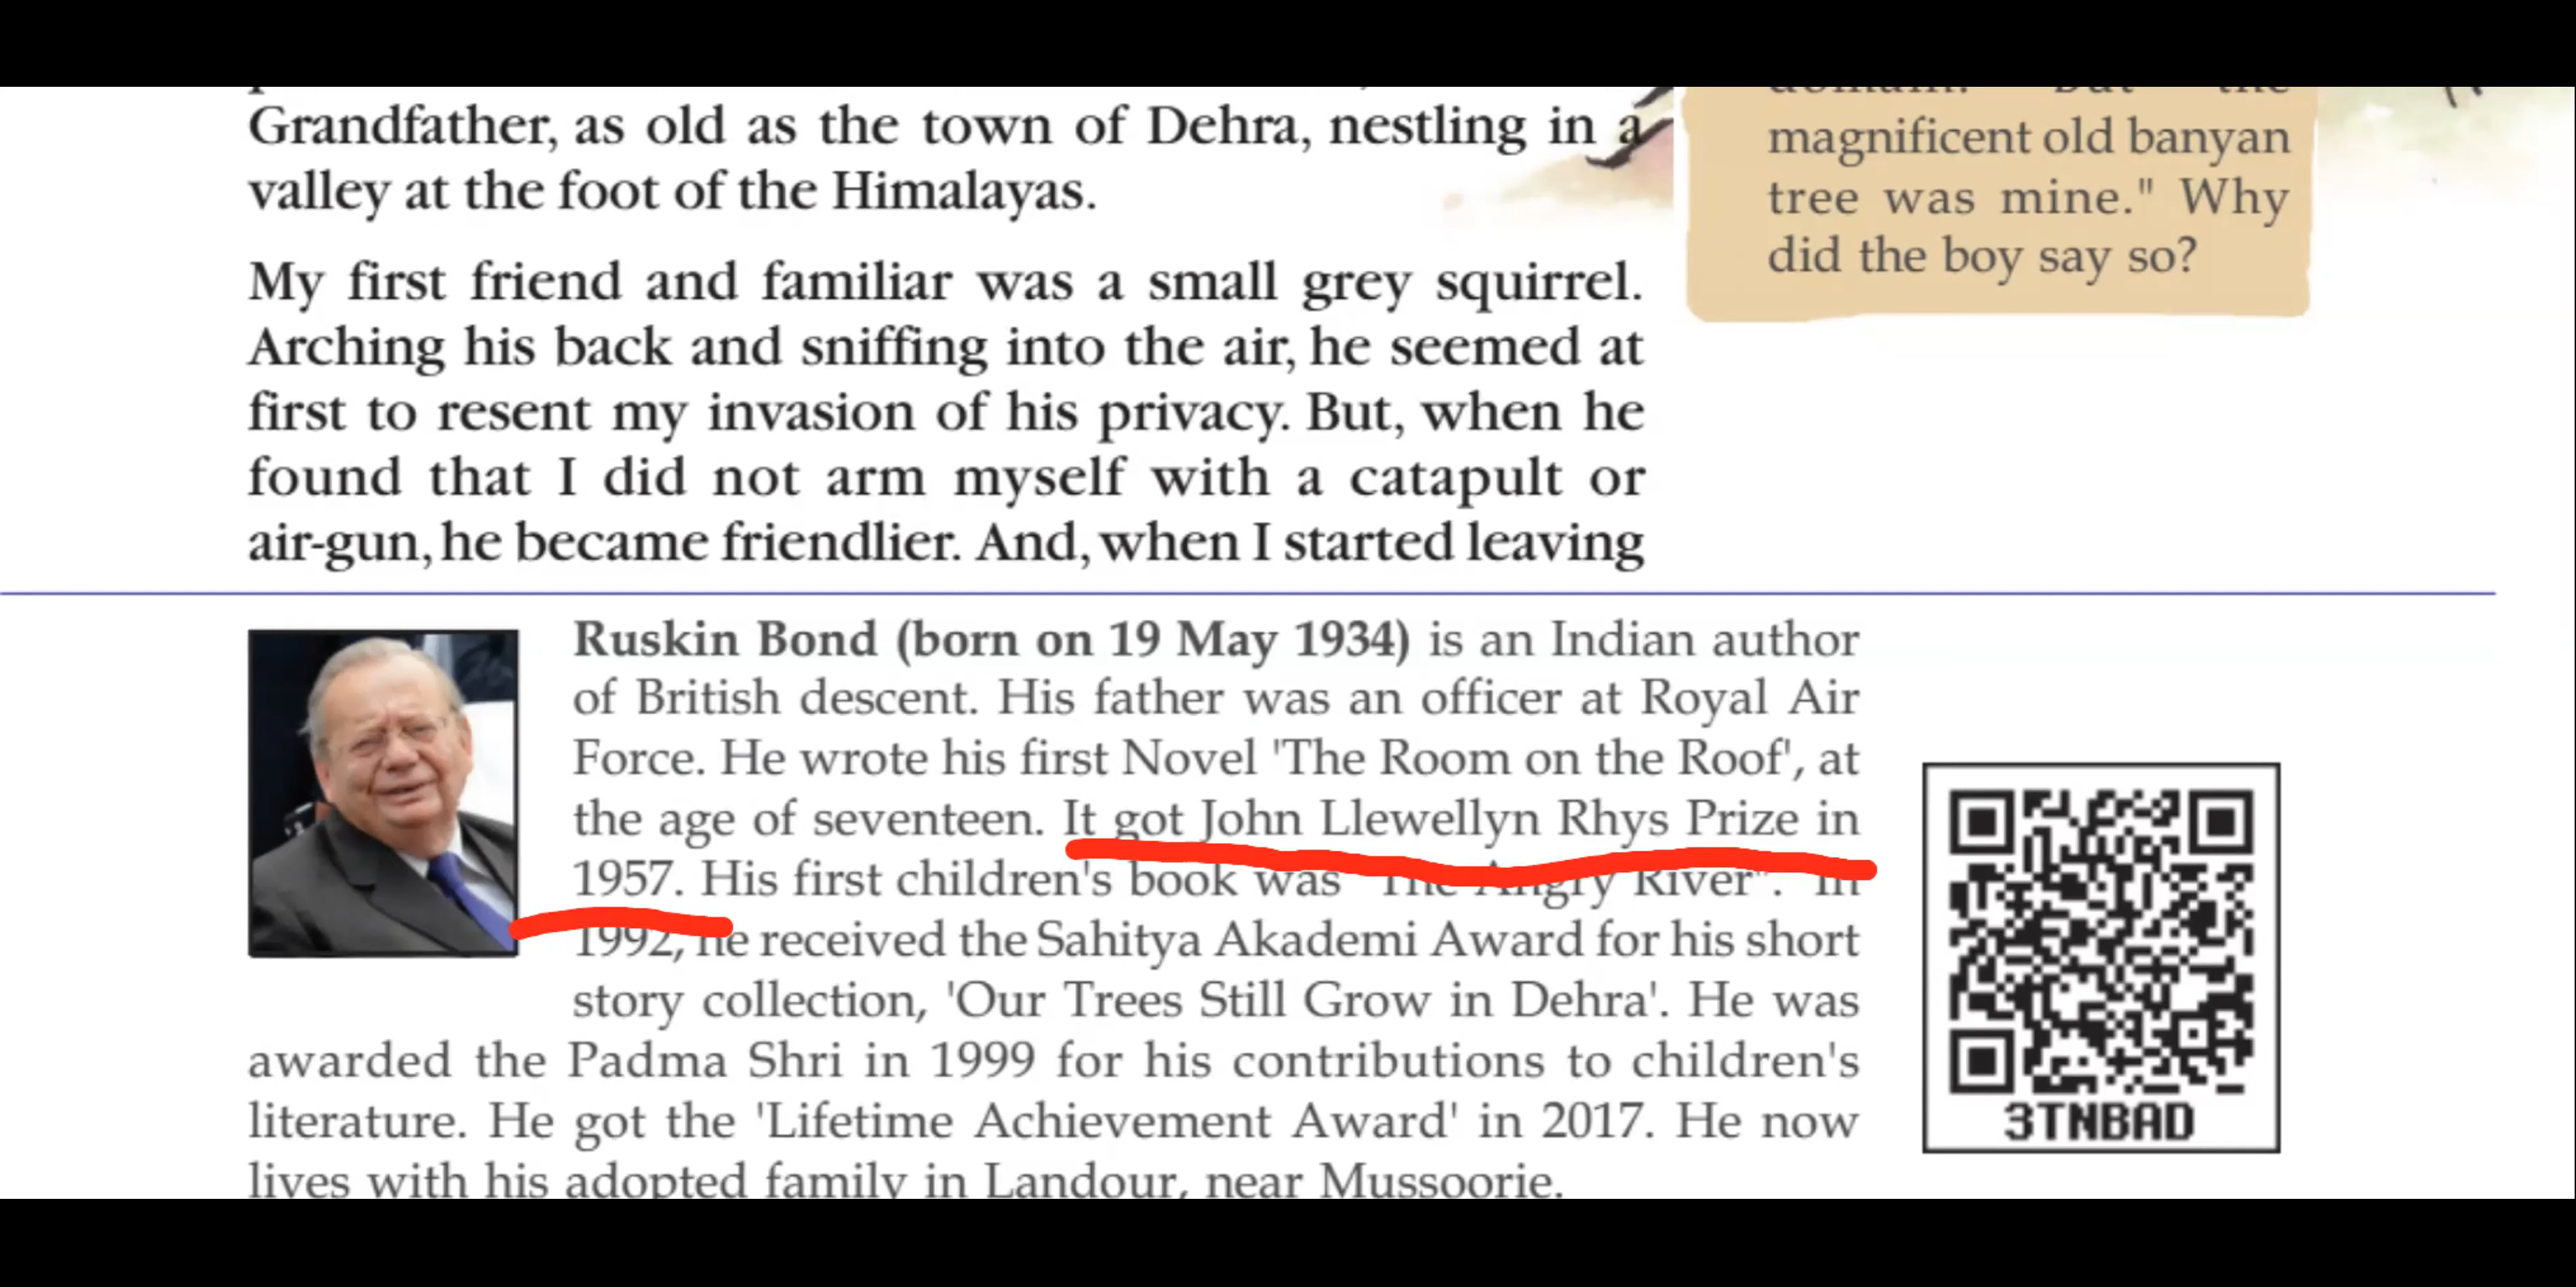 Grandfather, as old as the town of Dehra, nestling in a
valley at the foot of the Himalayas.
My first friend and familiar was a small grey squirrel.
Arching his back and sniffing into the air, he seemed at
first to resent my invasion of his privacy. But, when he
found that I did not arm myself with a catapult or
air-gun, he became friendlier. And, when I started leaving
domain. But the
magnificent old banyan
tree was mine." Why
did the boy say so?
Ruskin Bond (born on 19 May 1934) is an Indian author
of British descent. His father was an officer at Royal Air
Force. He wrote his first Novel 'The Room on the Roof', at
the age of seventeen. It got John Llewellyn Rhys Prize in
1957. His first children's book was "The Angry River". In
1992, he received the Sahitya Akademi Award for his short
story collection, 'Our Trees Still Grow in Dehra'. He was
awarded the Padma Shri in 1999 for his contributions to children's
literature. He got the 'Lifetime Achievement Award' in 2017. He now
lives with his adopted family in Landour, near Mussoorie.
3TNBAD